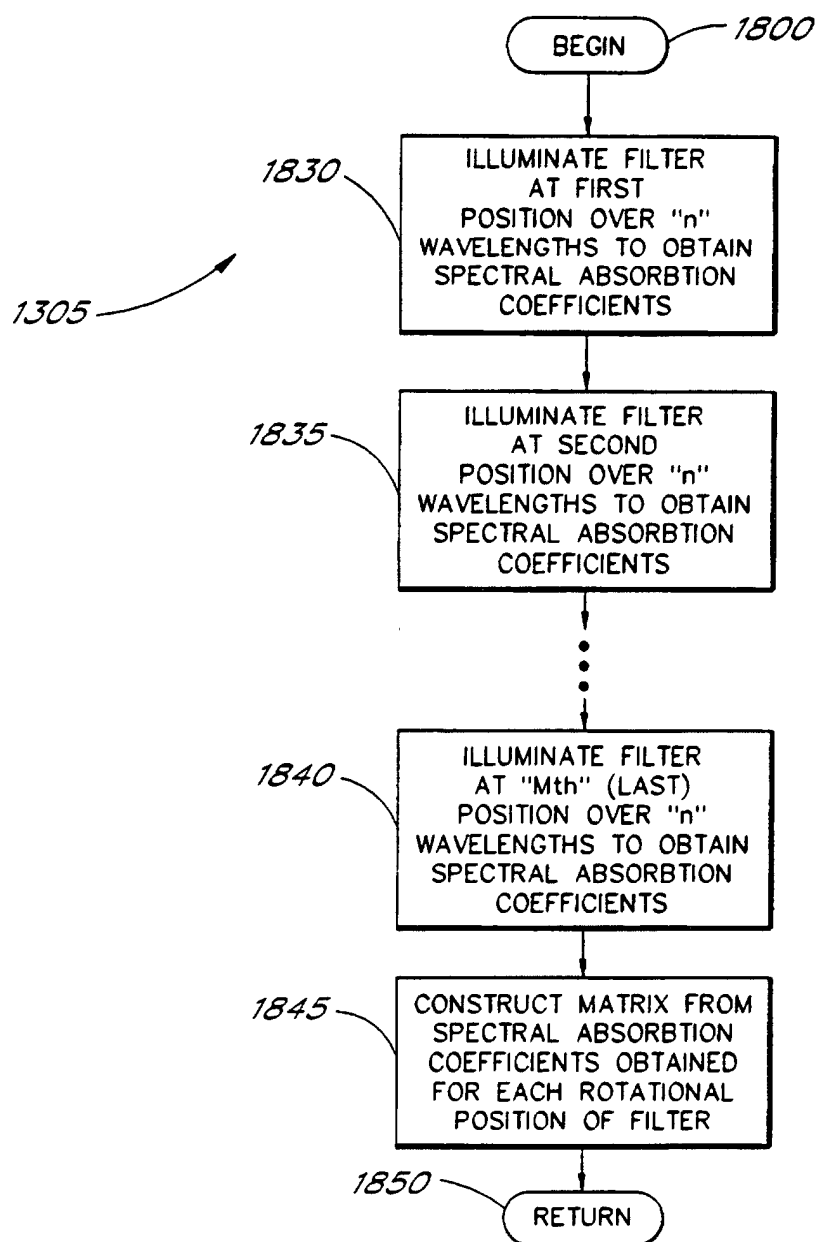 BEGIN
1800
1830
ILLUMINATE FILTER
AT FIRST
POSITION OVER "n"
WAVELENGTHS TO OBTAIN
SPECTRAL ABSORBTION
COEFFICIENTS
1305
1835
ILLUMINATE FILTER
AT SECOND
POSITION OVER "n"
WAVELENGTHS TO OBTAIN
SPECTRAL ABSORBTION
COEFFICIENTS
1840
ILLUMINATE FILTER
AT "Mth" (LAST)
POSITION OVER "n"
WAVELENGTHS TO OBTAIN
SPECTRAL ABSORBTION
COEFFICIENTS
1845
CONSTRUCT MATRIX FROM
SPECTRAL ABSORBTION
COEFFICIENTS OBTAINED
FOR EACH ROTATIONAL
POSITION OF FILTER
1850
RETURN